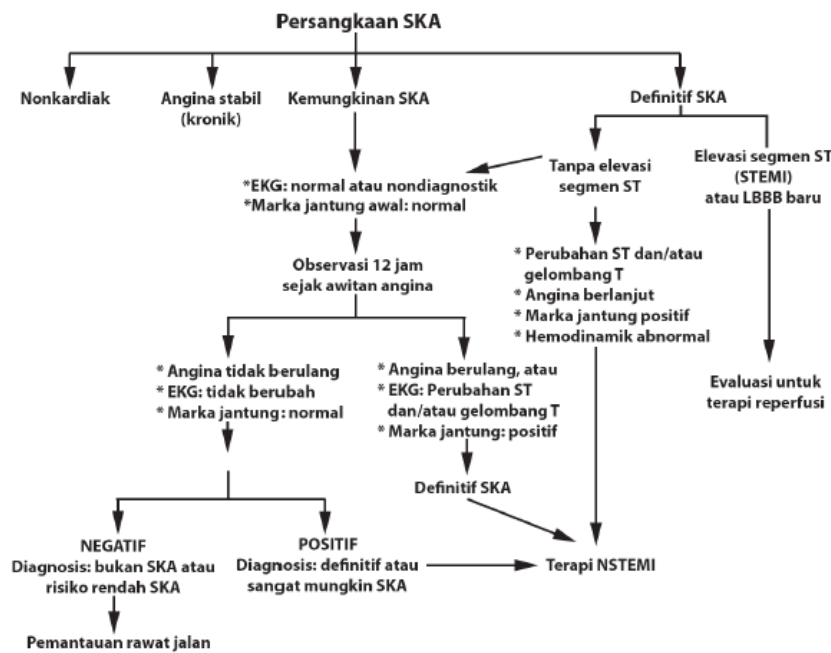 Persangkaan SKA
Nonkardiak
Angina stabil
(kronik)
Kemungkinan SKA
Definitif SKA
*EKG: normal atau nondiagnostik
*Marka jantung awal: normal
Tanpa elevasi
segmen ST
Elevasi segmen ST
(STEMI)
atau LBBB baru
Observasi 12 jam
sejak awitan angina
* Perubahan ST dan/atau
gelombang T
* Angina berlanjut
* Marka jantung positif
* Hemodinamik abnormal
* Angina tidak berulang
* EKG: tidak berubah
* Marka jantung: normal
* Angina berulang, atau
* EKG: Perubahan ST
dan/atau gelombang T
* Marka jantung: positif
Evaluasi untuk
terapi reperfusi
Definitif SKA
NEGATIF
Diagnosis: bukan SKA atau
risiko rendah SKA
POSITIF
Diagnosis: definitif atau
sangat mungkin SKA
Terapi NSTEMI
Pemantauan rawat jalan